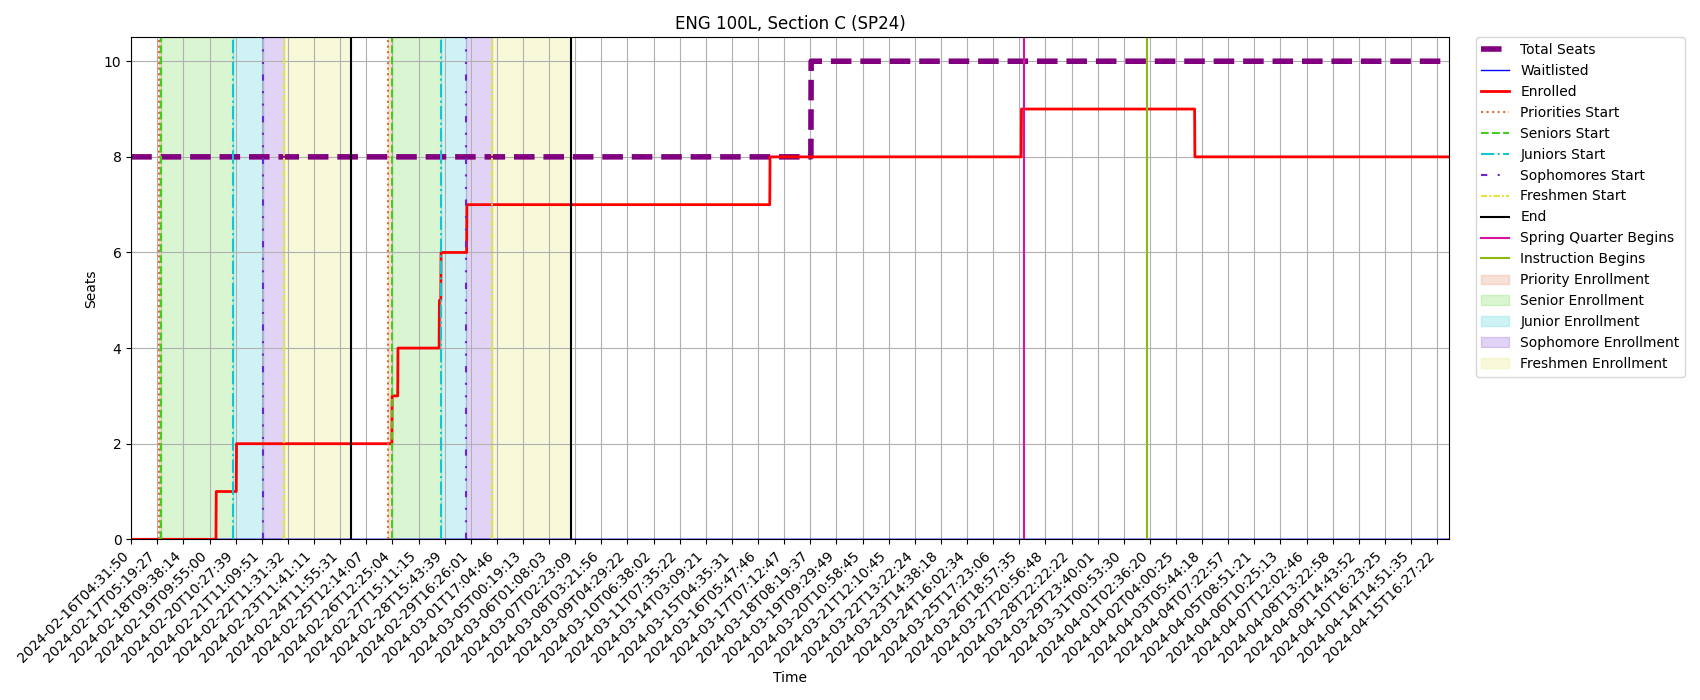 ENG 100L, Section C (SP24)
Seats
10
8
6
4
2
0
2024-02-16T04:31:50
2024-02-17T05:19:27
2024-02-18T09:38:14
2024-02-19T09:55:00
2024-02-20T10:27:39
2024-02-21T11:09:51
2024-02-22T11:31:32
2024-02-23T11:41:11
2024-02-24T11:55:31
2024-02-25T12:14:07
2024-02-26T12:25:04
2024-02-27T15:11:15
2024-02-28T15:43:39
2024-02-29T16:26:01
2024-03-01T17:04:46
2024-03-05T00:19:13
2024-03-06T01:08:03
2024-03-07T02:23:09
2024-03-08T03:21:56
2024-03-09T04:29:22
2024-03-10T06:38:02
2024-03-11T07:35:22
2024-03-14T03:09:21
2024-03-15T04:35:31
2024-03-16T05:47:46
2024-03-17T07:12:47
2024-03-18T08:19:37
2024-03-19T09:29:49
2024-03-20T10:58:45
2024-03-21T12:10:45
2024-03-22T13:22:24
2024-03-23T14:38:18
2024-03-24T16:02:34
2024-03-25T17:23:06
2024-03-26T18:57:35
2024-03-27T20:56:48
2024-03-28T22:22:22
2024-03-29T23:40:01
2024-03-31T00:53:30
2024-04-01T02:36:20
2024-04-02T04:00:25
2024-04-03T05:44:18
2024-04-04T07:22:57
2024-04-05T08:51:21
2024-04-06T10:25:13
2024-04-07T12:02:46
2024-04-08T13:22:58
2024-04-09T14:43:52
2024-04-10T16:23:25
2024-04-14T14:51:35
2024-04-15T16:27:22
Time
Total Seats
Waitlisted
Enrolled
Priorities Start
Seniors Start
Juniors Start
Sophomores Start
Freshmen Start
End
Spring Quarter Begins
Instruction Begins
Priority Enrollment
Senior Enrollment
Junior Enrollment
Sophomore Enrollment
Freshmen Enrollment